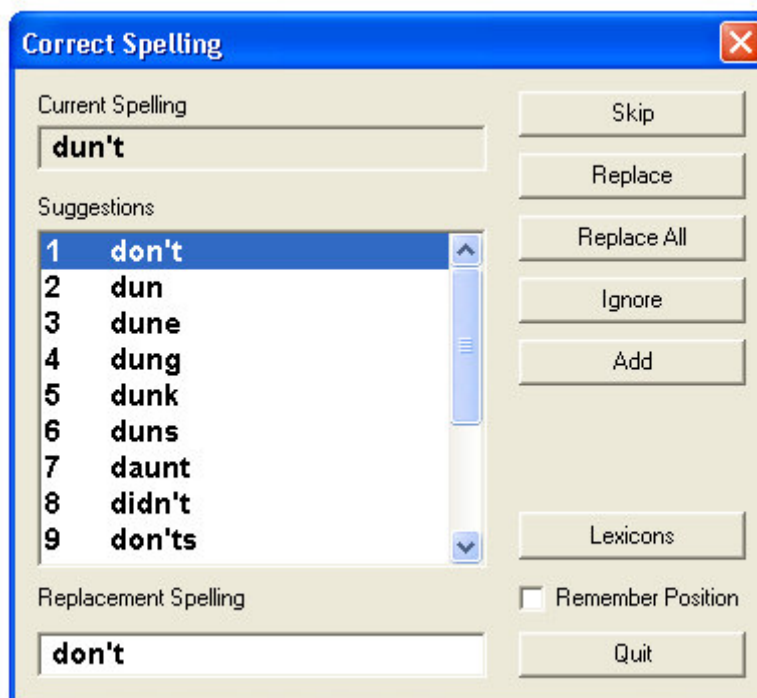 Correct Spelling
Current Spelling
dun't
Suggestions
1 don't
2 dun
3 dune
4 dung
5 dunk
6 duns
7 daunt
8 didn't
9 don'ts
Replacement Spelling
don't
Skip
Replace
Replace All
Ignore
Add
Lexicons
Remember Position
Quit